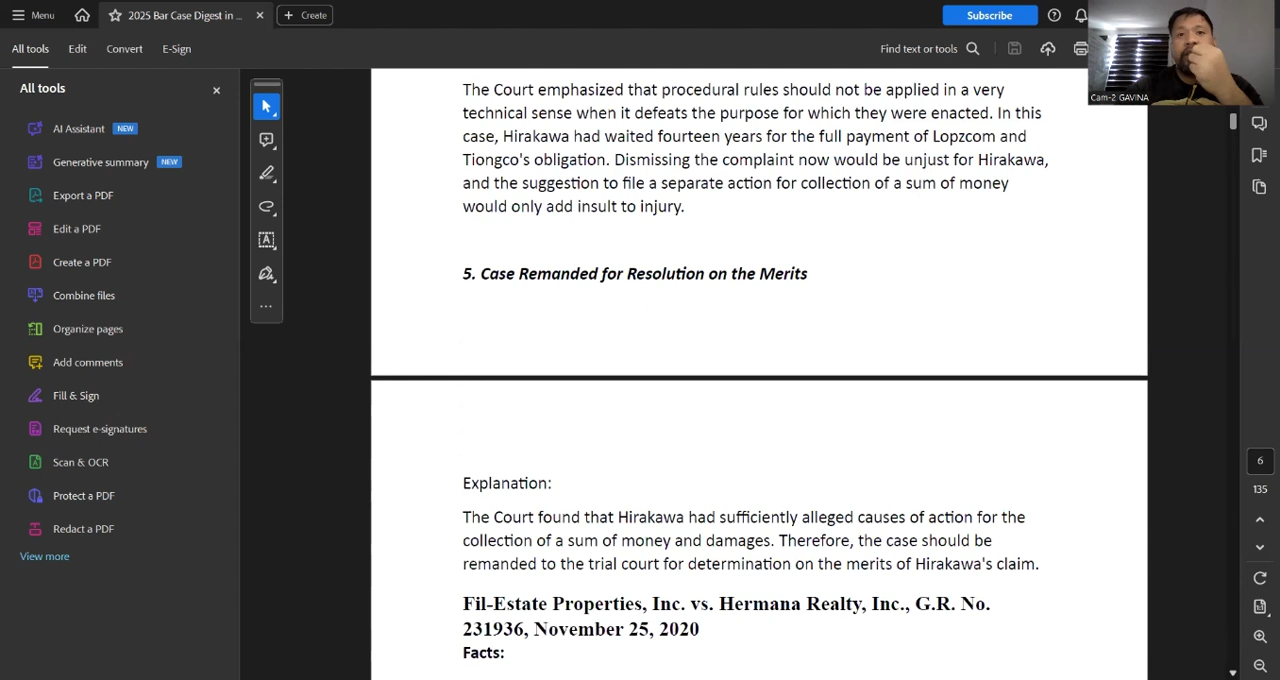 Menu
2025 Bar Case Digest in ...
Create
Subscribe
All tools
Edit
Convert
E-Sign
Find text or tools
Cam-2 GAVINA
All tools
AI Assistant NEW
Generative summary NEW
Export a PDF
Edit a PDF
Create a PDF
Combine files
Organize pages
Add comments
Fill & Sign
Request e-signatures
Scan & OCR
Protect a PDF
Redact a PDF
View more
The Court emphasized that procedural rules should not be applied in a very
technical sense when it defeats the purpose for which they were enacted. In this
case, Hirakawa had waited fourteen years for the full payment of Lopzcom and
Tiongco's obligation. Dismissing the complaint now would be unjust for Hirakawa,
and the suggestion to file a separate action for collection of a sum of money
would only add insult to injury.
5. Case Remanded for Resolution on the Merits
Explanation:
The Court found that Hirakawa had sufficiently alleged causes of action for the
collection of a sum of money and damages. Therefore, the case should be
remanded to the trial court for determination on the merits of Hirakawa's claim.
Fil-Estate Properties, Inc. vs. Hermana Realty, Inc., G.R. No.
231936, November 25, 2020
Facts:
6
135